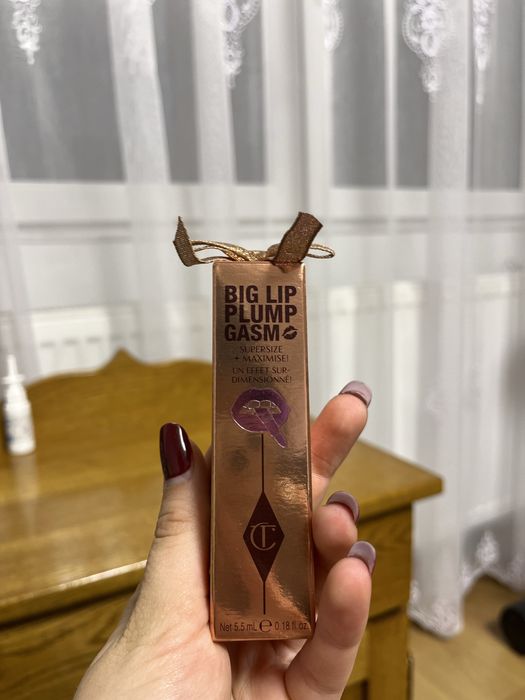 BIG LIP
PLUMP
GASM
SUPERSIZE
+ MAXIMISE!
UN EFFET SUR-
DIMENSIONNÉ!
CT
Net 5.5 mL e 0.18 fl. oz.